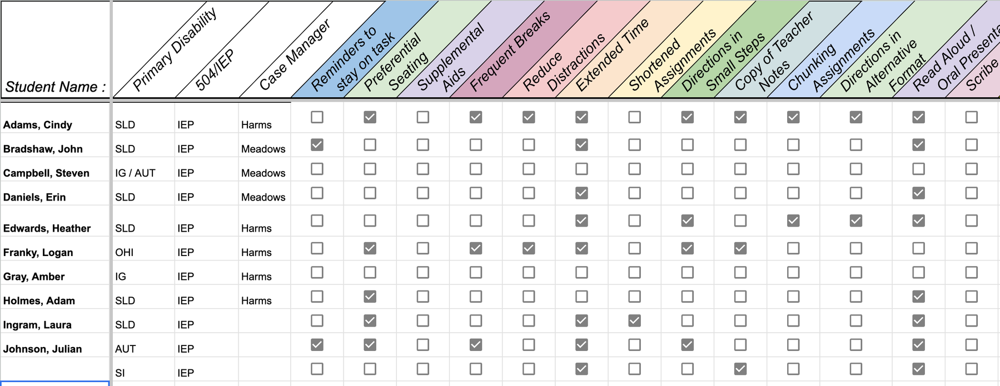 Student Name :
Primary Disability
504/IEP
Case Manager
Reminders to
stay on task
Preferential
Seating
Supplemental
Aids
Frequent Breaks
Reduce
Distractions
Extended Time
Shortened
Assignments
Directions in
Small Steps
Copy of Teacher
Notes
Chunking
Assignments
Directions in
Alternative
Format
Read Aloud /
Oral
Scribe
Adams, Cindy SLD IEP Harms
Bradshaw, John SLD IEP Meadows
Campbell, Steven IG / AUT IEP Meadows
Daniels, Erin SLD IEP Meadows
Edwards, Heather SLD IEP Harms
Franky, Logan OHI IEP Harms
Gray, Amber IG IEP Harms
Holmes, Adam SLD IEP Harms
Ingram, Laura SLD IEP
Johnson, Julian AUT IEP
SI IEP